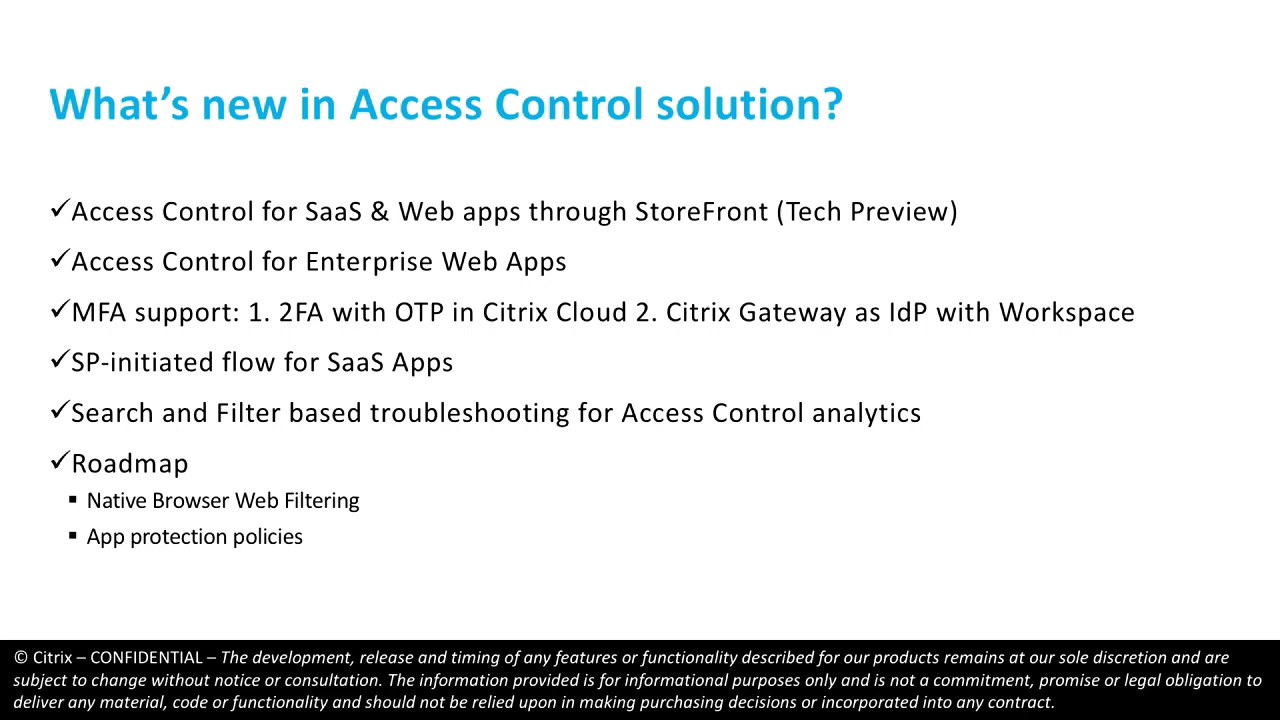 What’s new in Access Control solution?
✓Access Control for SaaS & Web apps through StoreFront (Tech Preview)
✓Access Control for Enterprise Web Apps
✓MFA support: 1. 2FA with OTP in Citrix Cloud 2. Citrix Gateway as IdP with Workspace
✓SP-initiated flow for SaaS Apps
✓Search and Filter based troubleshooting for Access Control analytics
✓Roadmap
▪ Native Browser Web Filtering
▪ App protection policies
© Citrix – CONFIDENTIAL – The development, release and timing of any features or functionality described for our products remains at our sole discretion and are
subject to change without notice or consultation. The information provided is for informational purposes only and is not a commitment, promise or legal obligation to
deliver any material, code or functionality and should not be relied upon in making purchasing decisions or incorporated into any contract.